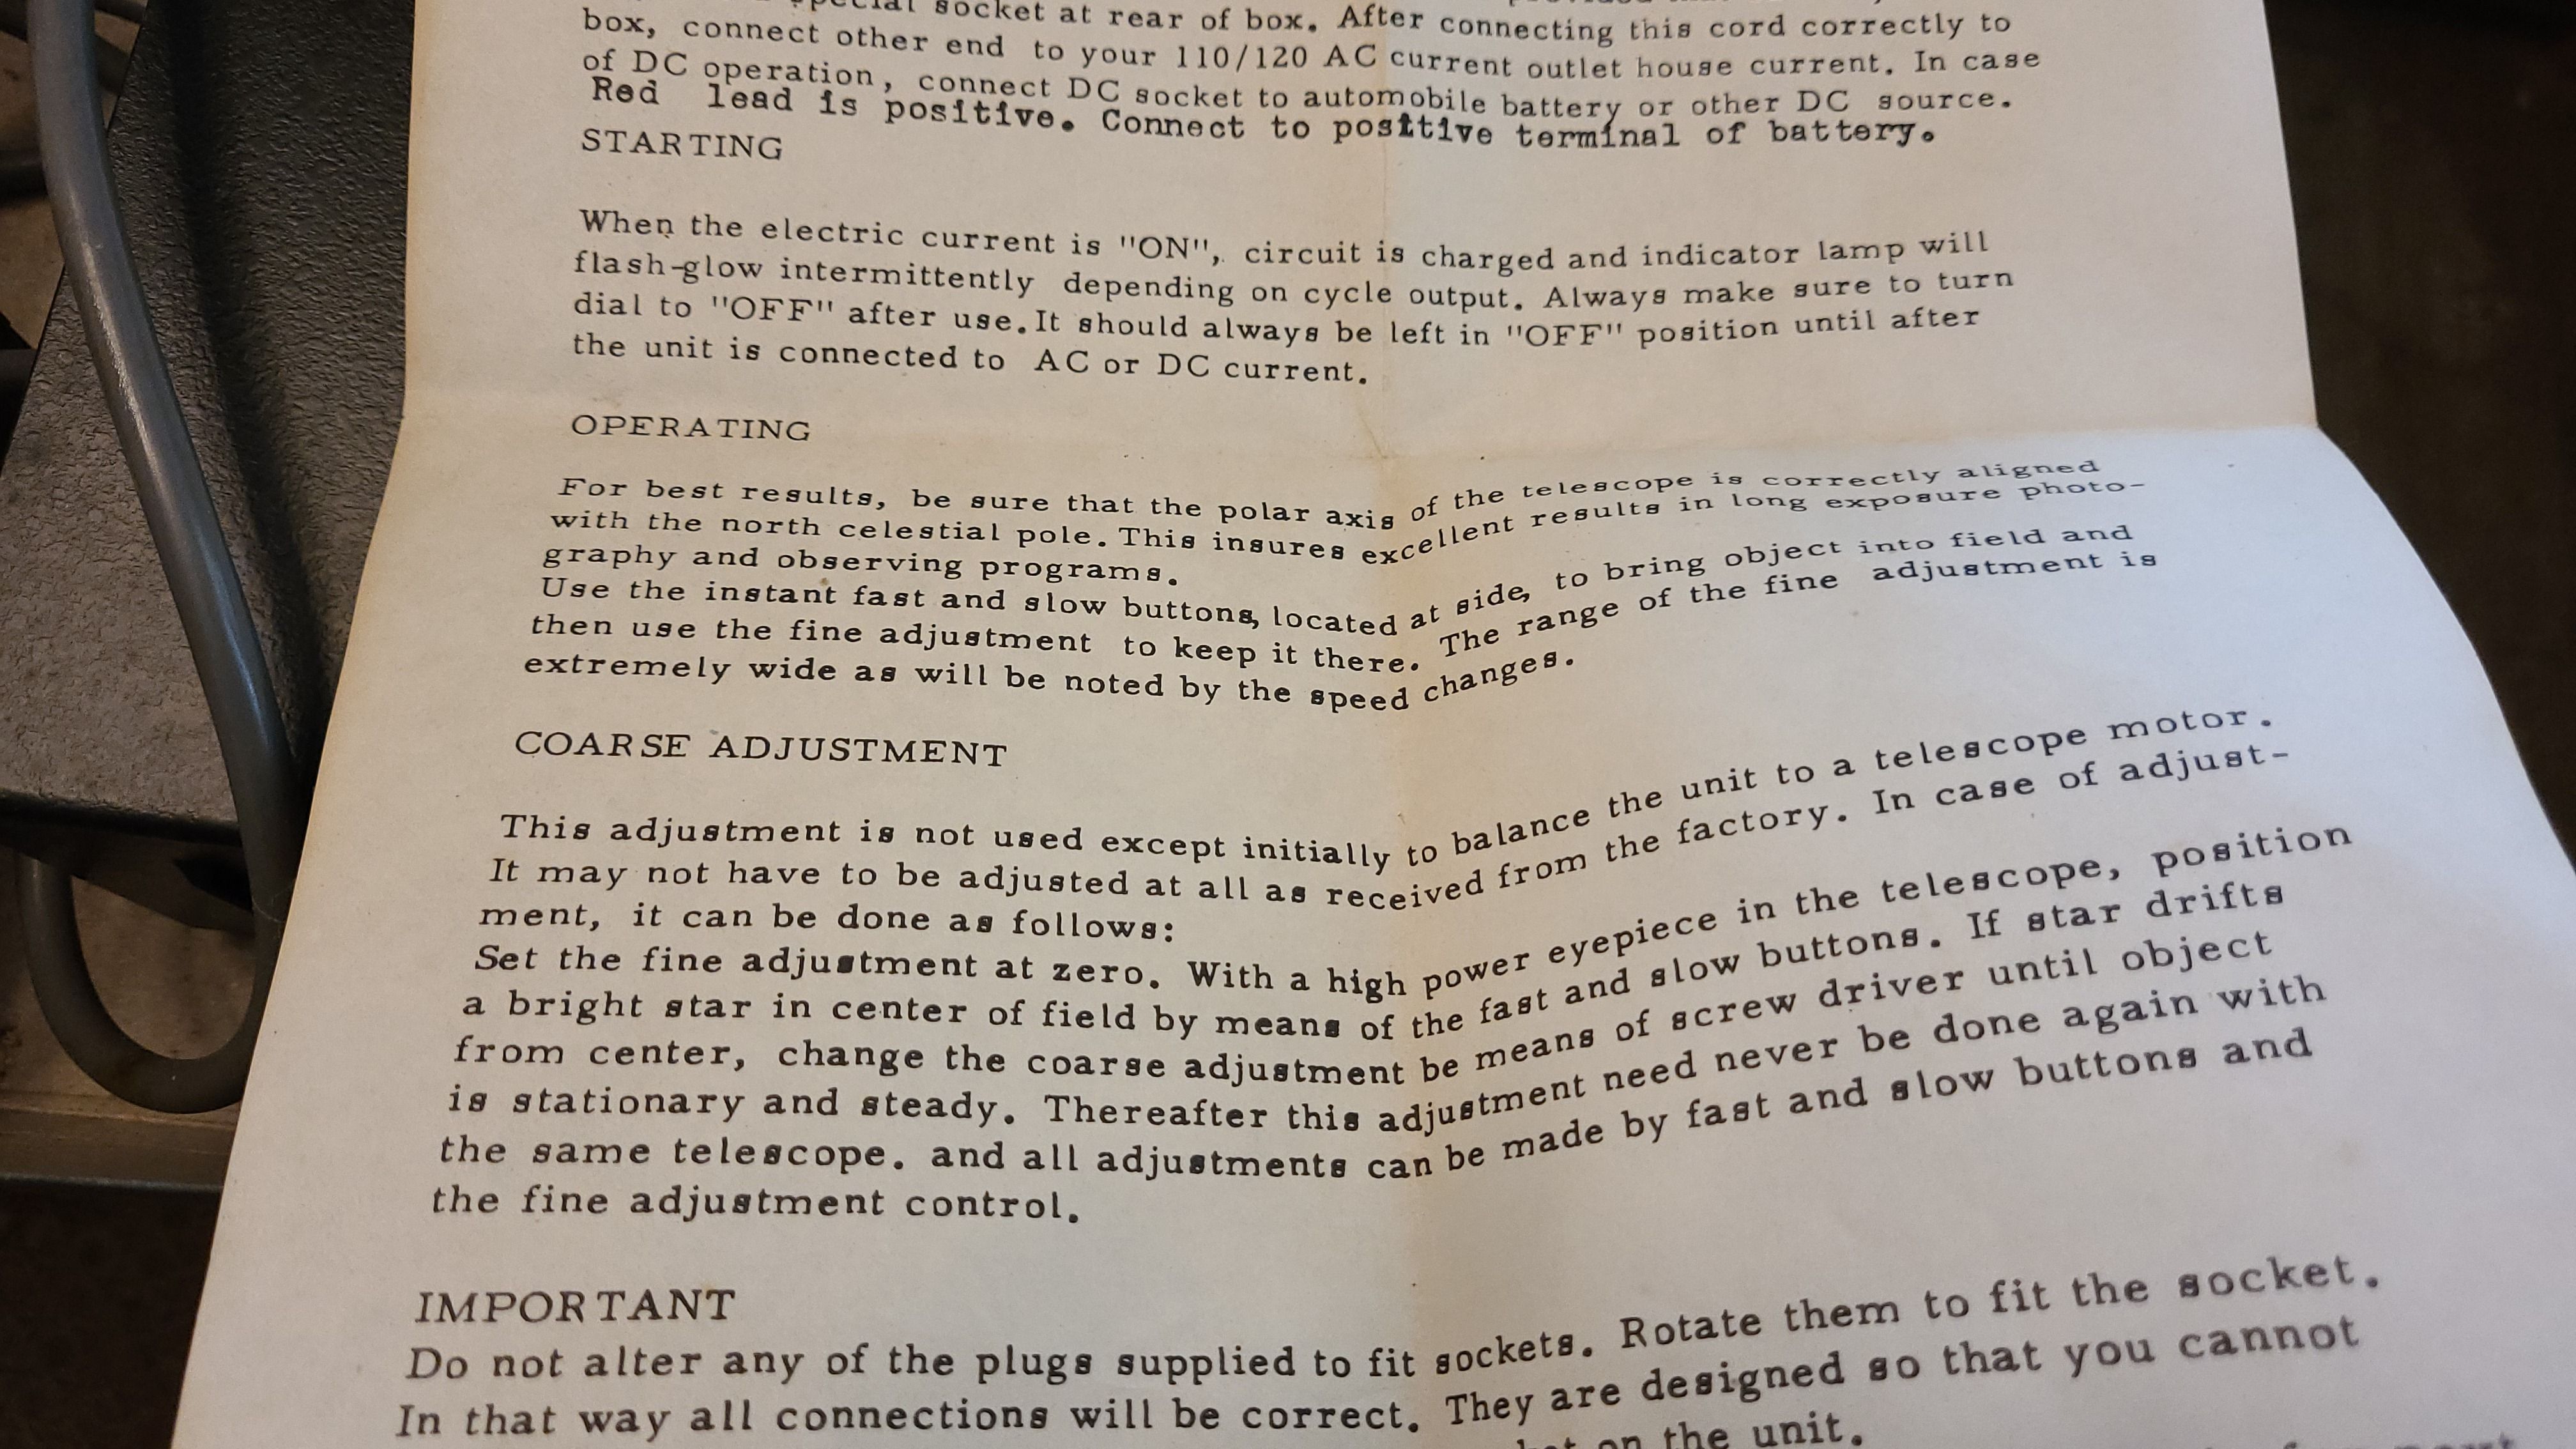 special socket at rear of box. After connecting this cord correctly to
box, connect other end to your 110/120 AC current outlet house current. In case
of DC operation, connect DC socket to automobile battery or other DC source.
Red lead is positive. Connect to positive terminal of battery.
STARTING
When the electric current is "ON", circuit is charged and indicator lamp will
flash-glow intermittently depending on cycle output. Always make sure to turn
dial to "OFF" after use. It should always be left in "OFF" position until after
the unit is connected to AC or DC current.
OPERATING
For best results, be sure that the polar axis of the telescope is correctly aligned
with the north celestial pole. This insures excellent results in long exposure photo-
graphy and observing programs.
Use the instant fast and slow buttons, located at side, to bring object into field and
then use the fine adjustment to keep it there. The range of the fine adjustment is
extremely wide as will be noted by the speed changes.
COARSE ADJUSTMENT
This adjustment is not used except initially to balance the unit to a telescope motor.
It may not have to be adjusted at all as received from the factory. In case of adjust-
ment, it can be done as follows:
Set the fine adjustment at zero. With a high power eyepiece in the telescope, position
a bright star in center of field by means of the fast and slow buttons. If star drifts
from center, change the coarse adjustment be means of screw driver until object
is stationary and steady. Thereafter this adjustment need never be done again with
the same telescope. and all adjustments can be made by fast and slow buttons and
the fine adjustment control.
IMPORTANT
Do not alter any of the plugs supplied to fit sockets. Rotate them to fit the socket.
In that way all connections will be correct. They are designed so that you cannot
on the unit.